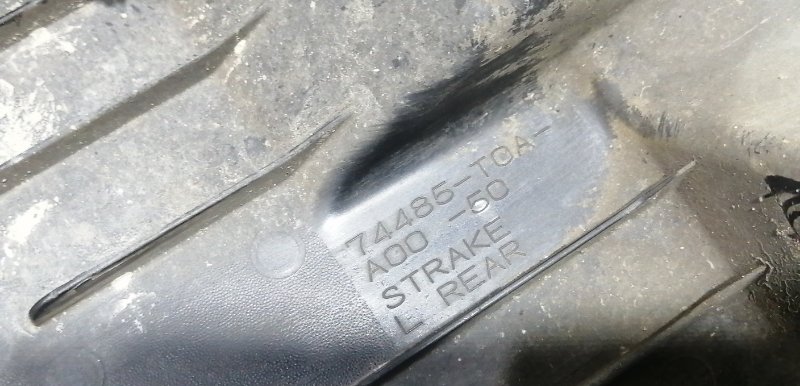 74485-T0A-
A00 -50
STRAKE
L REAR